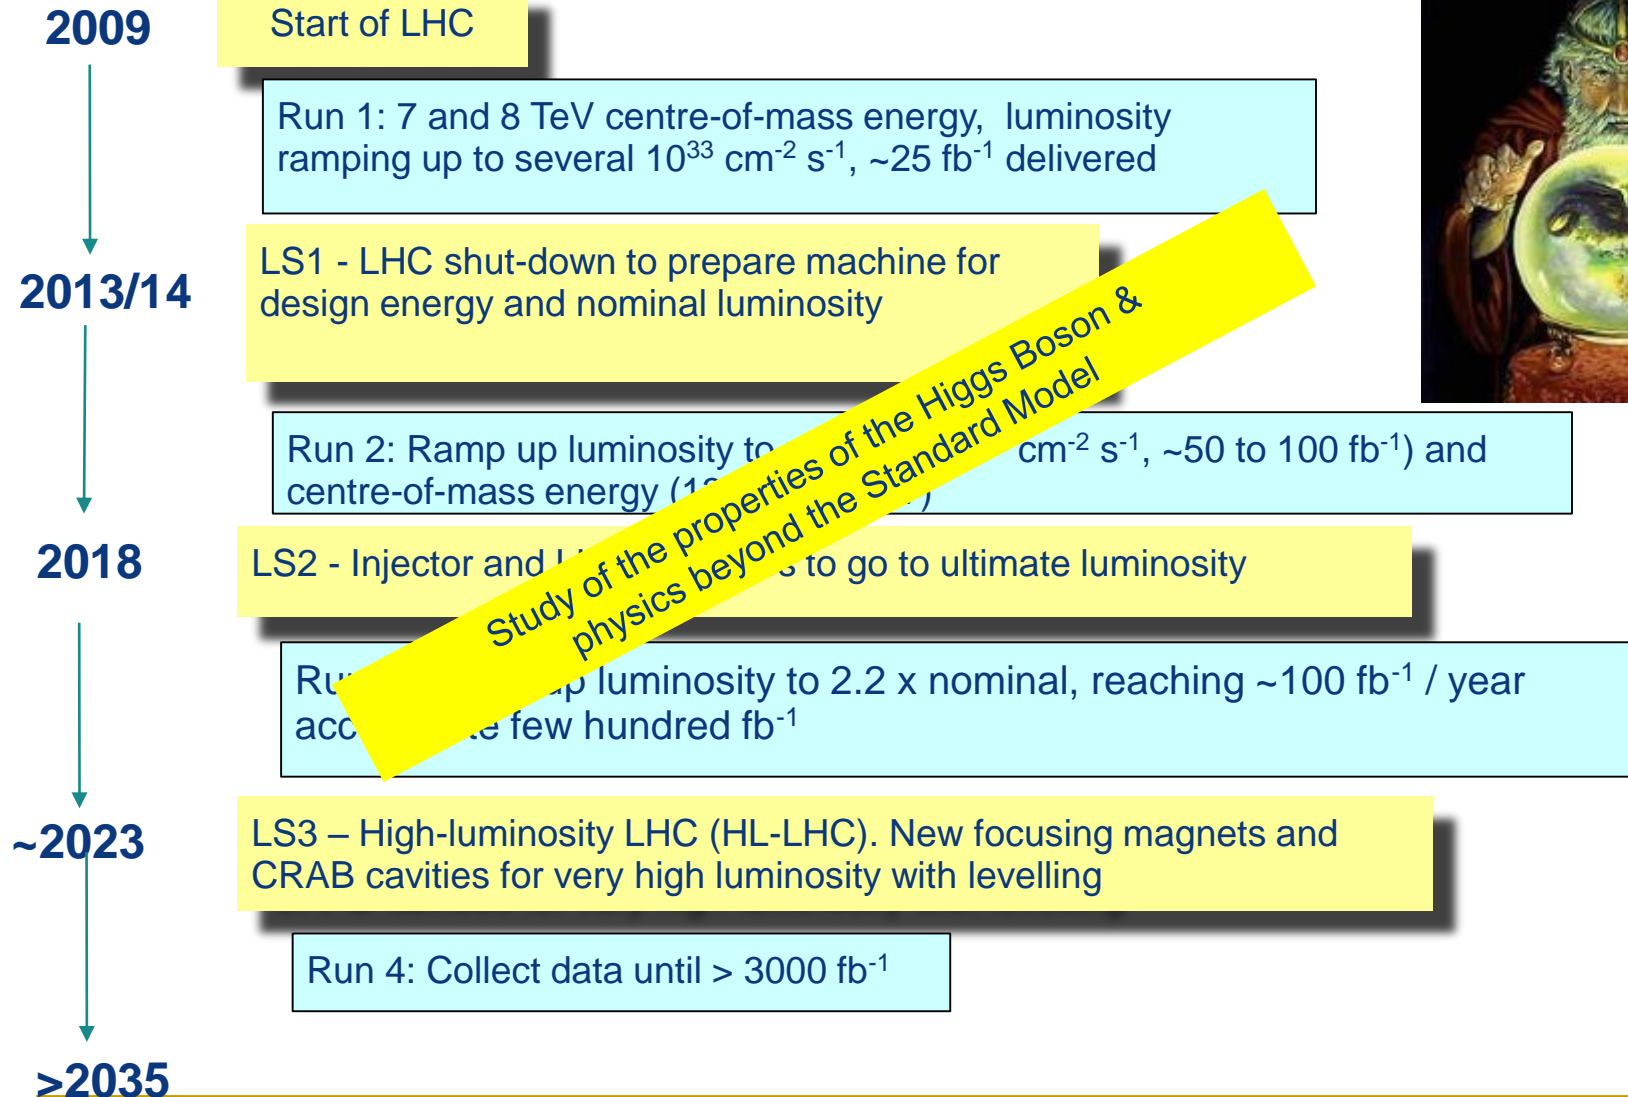 2009
Start of LHC
Run 1: 7 and 8 TeV centre-of-mass energy, luminosity
ramping up to several 10³³ cm⁻² s⁻¹, ~25 fb⁻¹ delivered
2013/14
LS1 - LHC shut-down to prepare machine for
design energy and nominal luminosity
Study of the properties of the Higgs Boson &
physics beyond the Standard Model
Run 2: Ramp up luminosity to cm⁻² s⁻¹, ~50 to 100 fb⁻¹) and
centre-of-mass energy
2018
LS2 - Injector and to go to ultimate luminosity
luminosity to 2.2 x nominal, reaching ~100 fb⁻¹ / year
few hundred fb⁻¹
~2023
LS3 – High-luminosity LHC (HL-LHC). New focusing magnets and
CRAB cavities for very high luminosity with levelling
Run 4: Collect data until > 3000 fb⁻¹
>2035